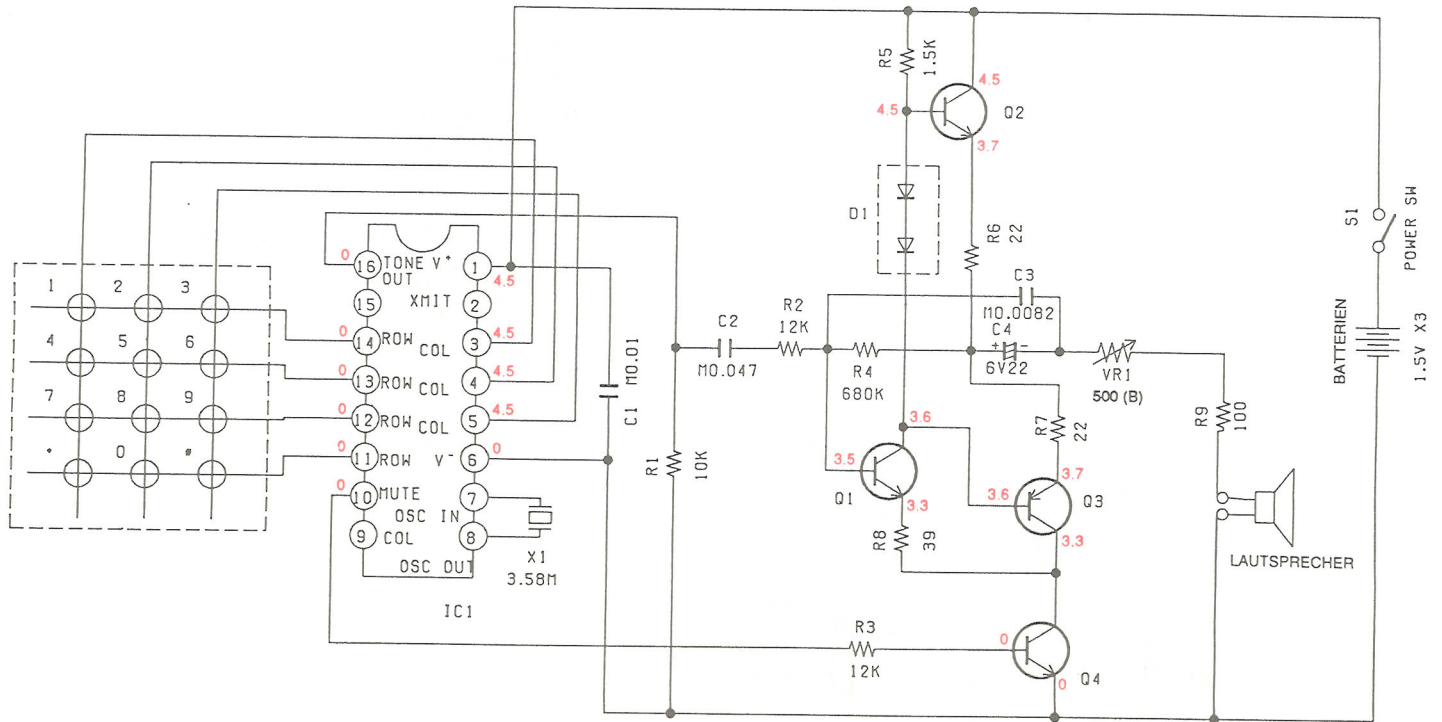 R5
1.5K
4.5
4.5
Q2
3.7
D1
R6
22
S1
POWER SW
BATTERIEN
1.5V X3
1
2
3
4
5
6
7
8
9
*
0
#
0
16
TONE
OUT
V+
1
4.5
15
XMIT
2
14
ROW
COL
3
4.5
0
13
ROW
COL
4
4.5
0
12
ROW
COL
5
4.5
0
11
ROW
V-
6
0
0
10
MUTE
7
OSC IN
9
COL
8
OSC OUT
0
X1
3.58M
IC1
M0.01
C1
R1
10K
C2
M0.047
R2
12K
C3
M0.0082
C4
+
-
6V22
R4
680K
VR1
500 (B)
R9
100
R7
22
3.6
3.5
Q1
3.3
R8
39
3.6
3.7
Q3
3.3
LAUTSPRECHER
R3
12K
0
Q4
0